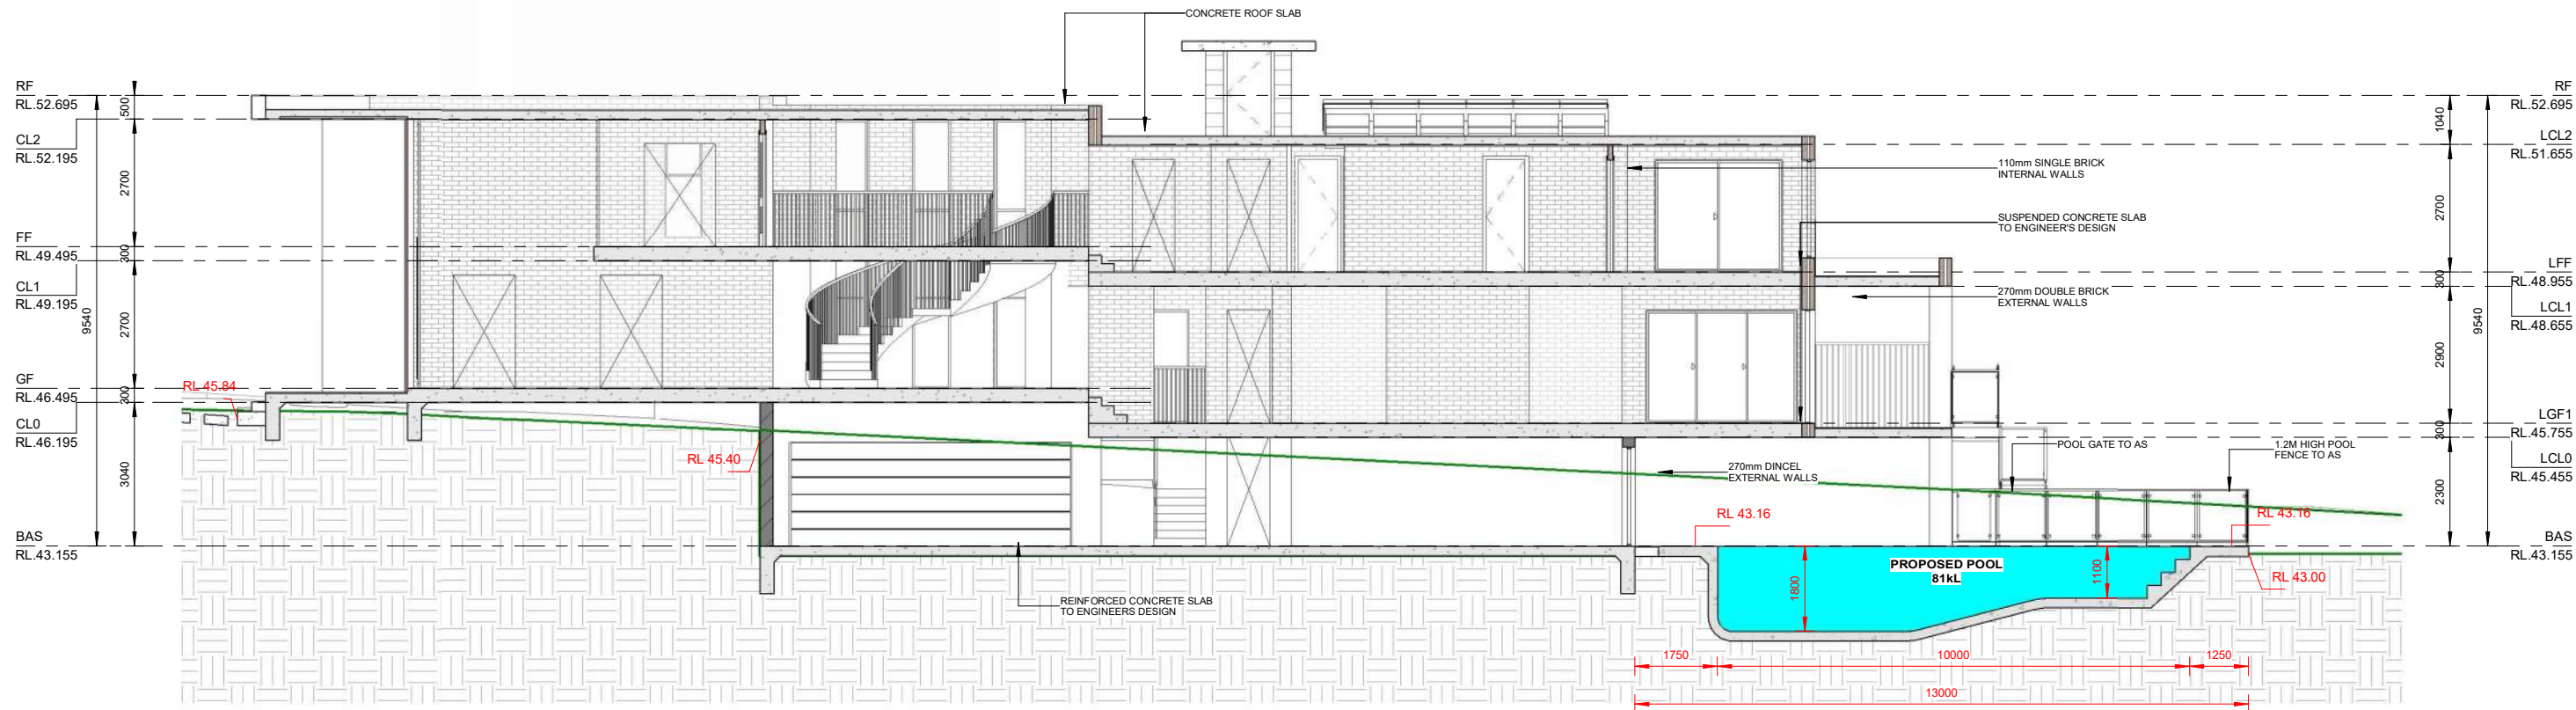 CONCRETE ROOF SLAB
RF
RL.52.695
CL2
RL.52.195
FF
RL.49.495
CL1
RL.49.195
GF
RL.46.495
CL0
RL.46.195
BAS
RL.43.155
9540
500
2700
300
2700
300
3040
RL 45.84
RL 45.40
110mm SINGLE BRICK
INTERNAL WALLS
SUSPENDED CONCRETE SLAB
TO ENGINEER'S DESIGN
270mm DOUBLE BRICK
EXTERNAL WALLS
270mm DINCEL
EXTERNAL WALLS
POOL GATE TO AS
1.2M HIGH POOL
FENCE TO AS
REINFORCED CONCRETE SLAB
TO ENGINEERS DESIGN
RL 43.16
RL 43.16
RL 43.00
PROPOSED POOL
81kL
1800
1100
1750
10000
1250
13000
1040
2700
300
2900
300
2300
9540
RF
RL.52.695
LCL2
RL.51.655
LFF
RL.48.955
LCL1
RL.48.655
LGF1
RL.45.755
LCL0
RL.45.455
BAS
RL.43.155